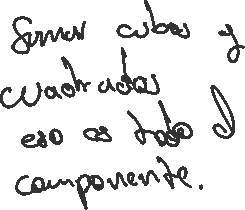 Sumar cubos y
cuadrados
eso es todo el
componente.